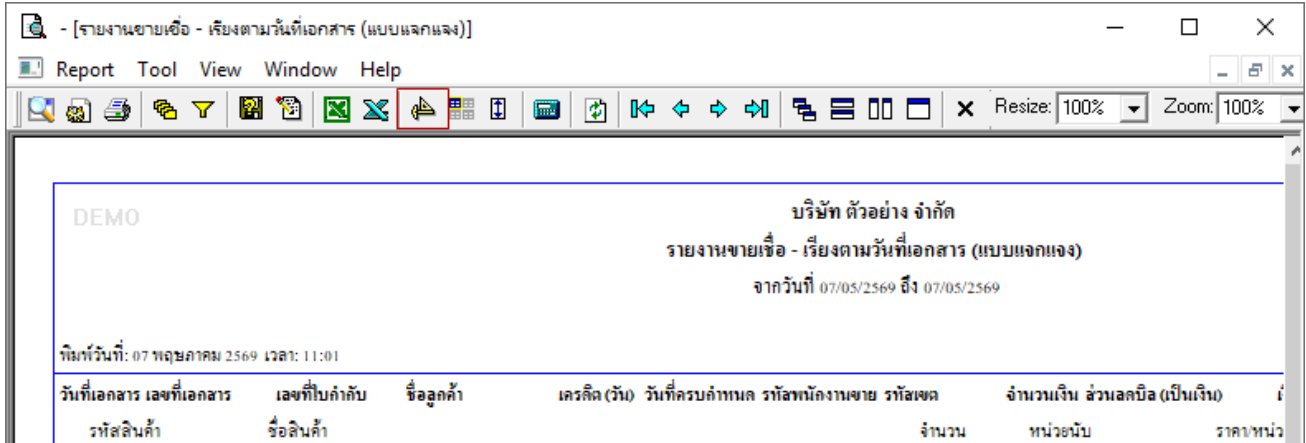 - [รายงานขายเชื่อ - เรียงตามวันที่เอกสาร (แบบแจกแจง)]
Report Tool View Window Help
Resize: 100% Zoom: 100%
DEMO
บริษัท ตัวอย่าง จำกัด
รายงานขายเชื่อ - เรียงตามวันที่เอกสาร (แบบแจกแจง)
จากวันที่ 07/05/2569 ถึง 07/05/2569
พิมพ์วันที่: 07 พฤษภาคม 2569 เวลา: 11:01
วันที่เอกสาร เลขที่เอกสาร เลขที่ใบกำกับ ชื่อลูกค้า เครดิต (วัน) วันที่ครบกำหนด รหัสพนักงานขาย รหัสเขต จำนวนเงิน ส่วนลดบิล (เป็นเงิน)
รหัสสินค้า ชื่อสินค้า จำนวน หน่วยนับ ราคา/หน่ว